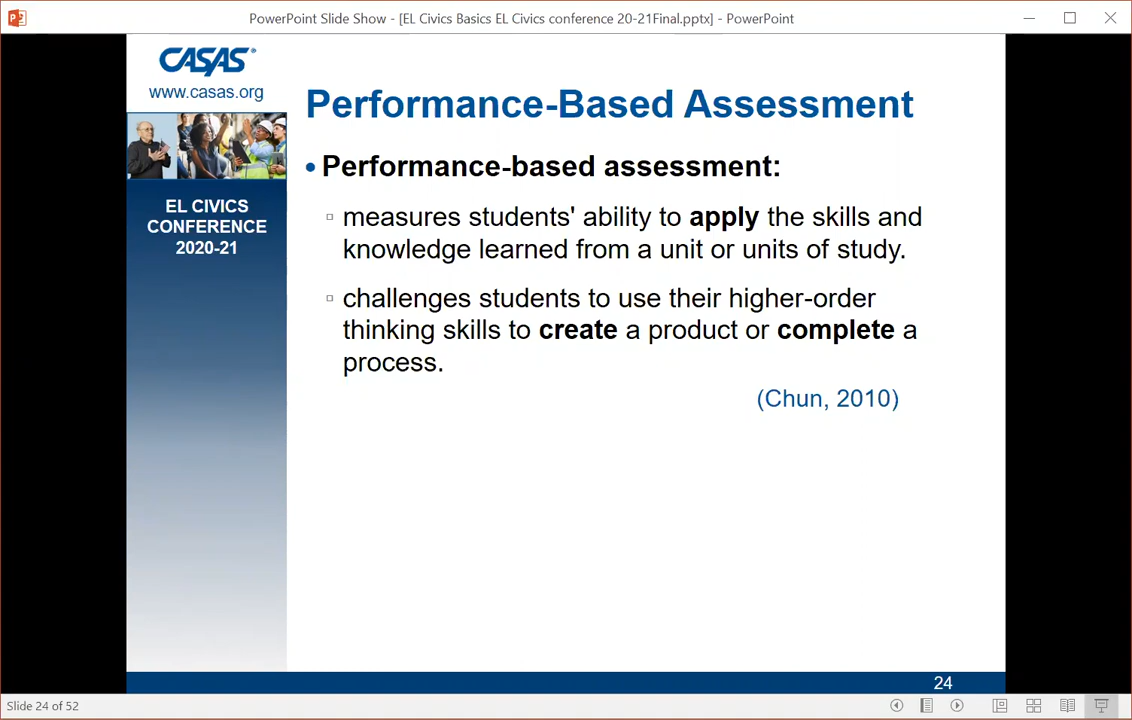 PowerPoint Slide Show - [EL Civics Basics EL Civics conference 20-21Final.pptx] - PowerPoint
CASAS®
www.casas.org
EL CIVICS
CONFERENCE
2020-21
Performance-Based Assessment
• Performance-based assessment:
▫ measures students' ability to apply the skills and
knowledge learned from a unit or units of study.
▫ challenges students to use their higher-order
thinking skills to create a product or complete a
process.
(Chun, 2010)
24
Slide 24 of 52